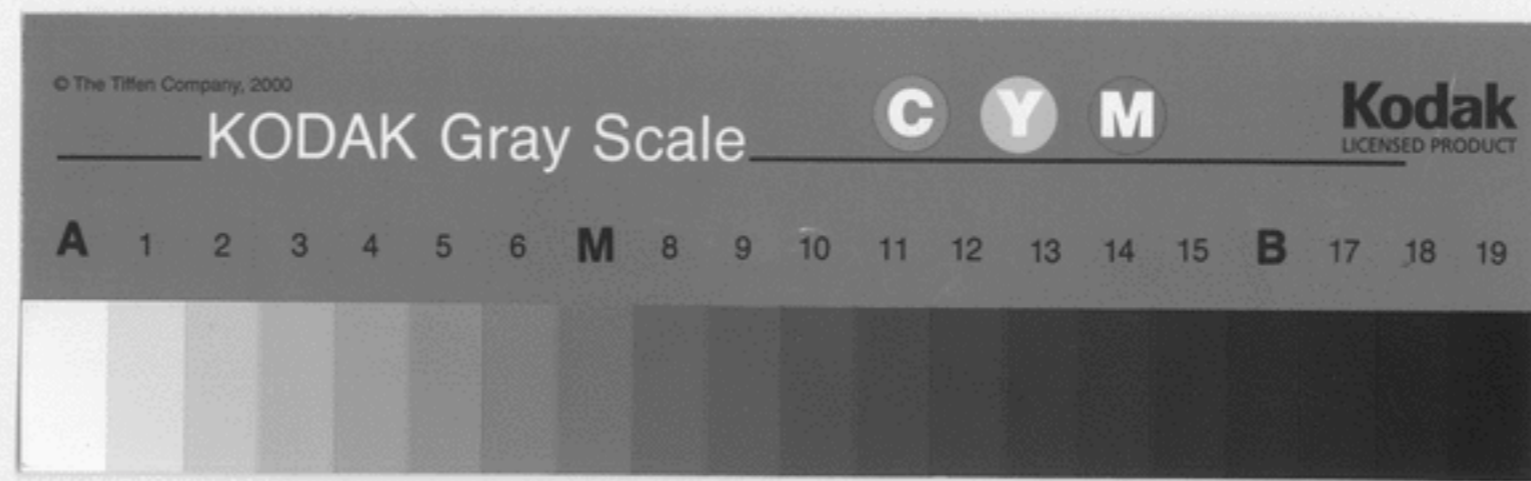 © The Tiffen Company, 2000
KODAK Gray Scale
C Y M
Kodak
LICENSED PRODUCT
A 1 2 3 4 5 6 M 8 9 10 11 12 13 14 15 B 17 18 19